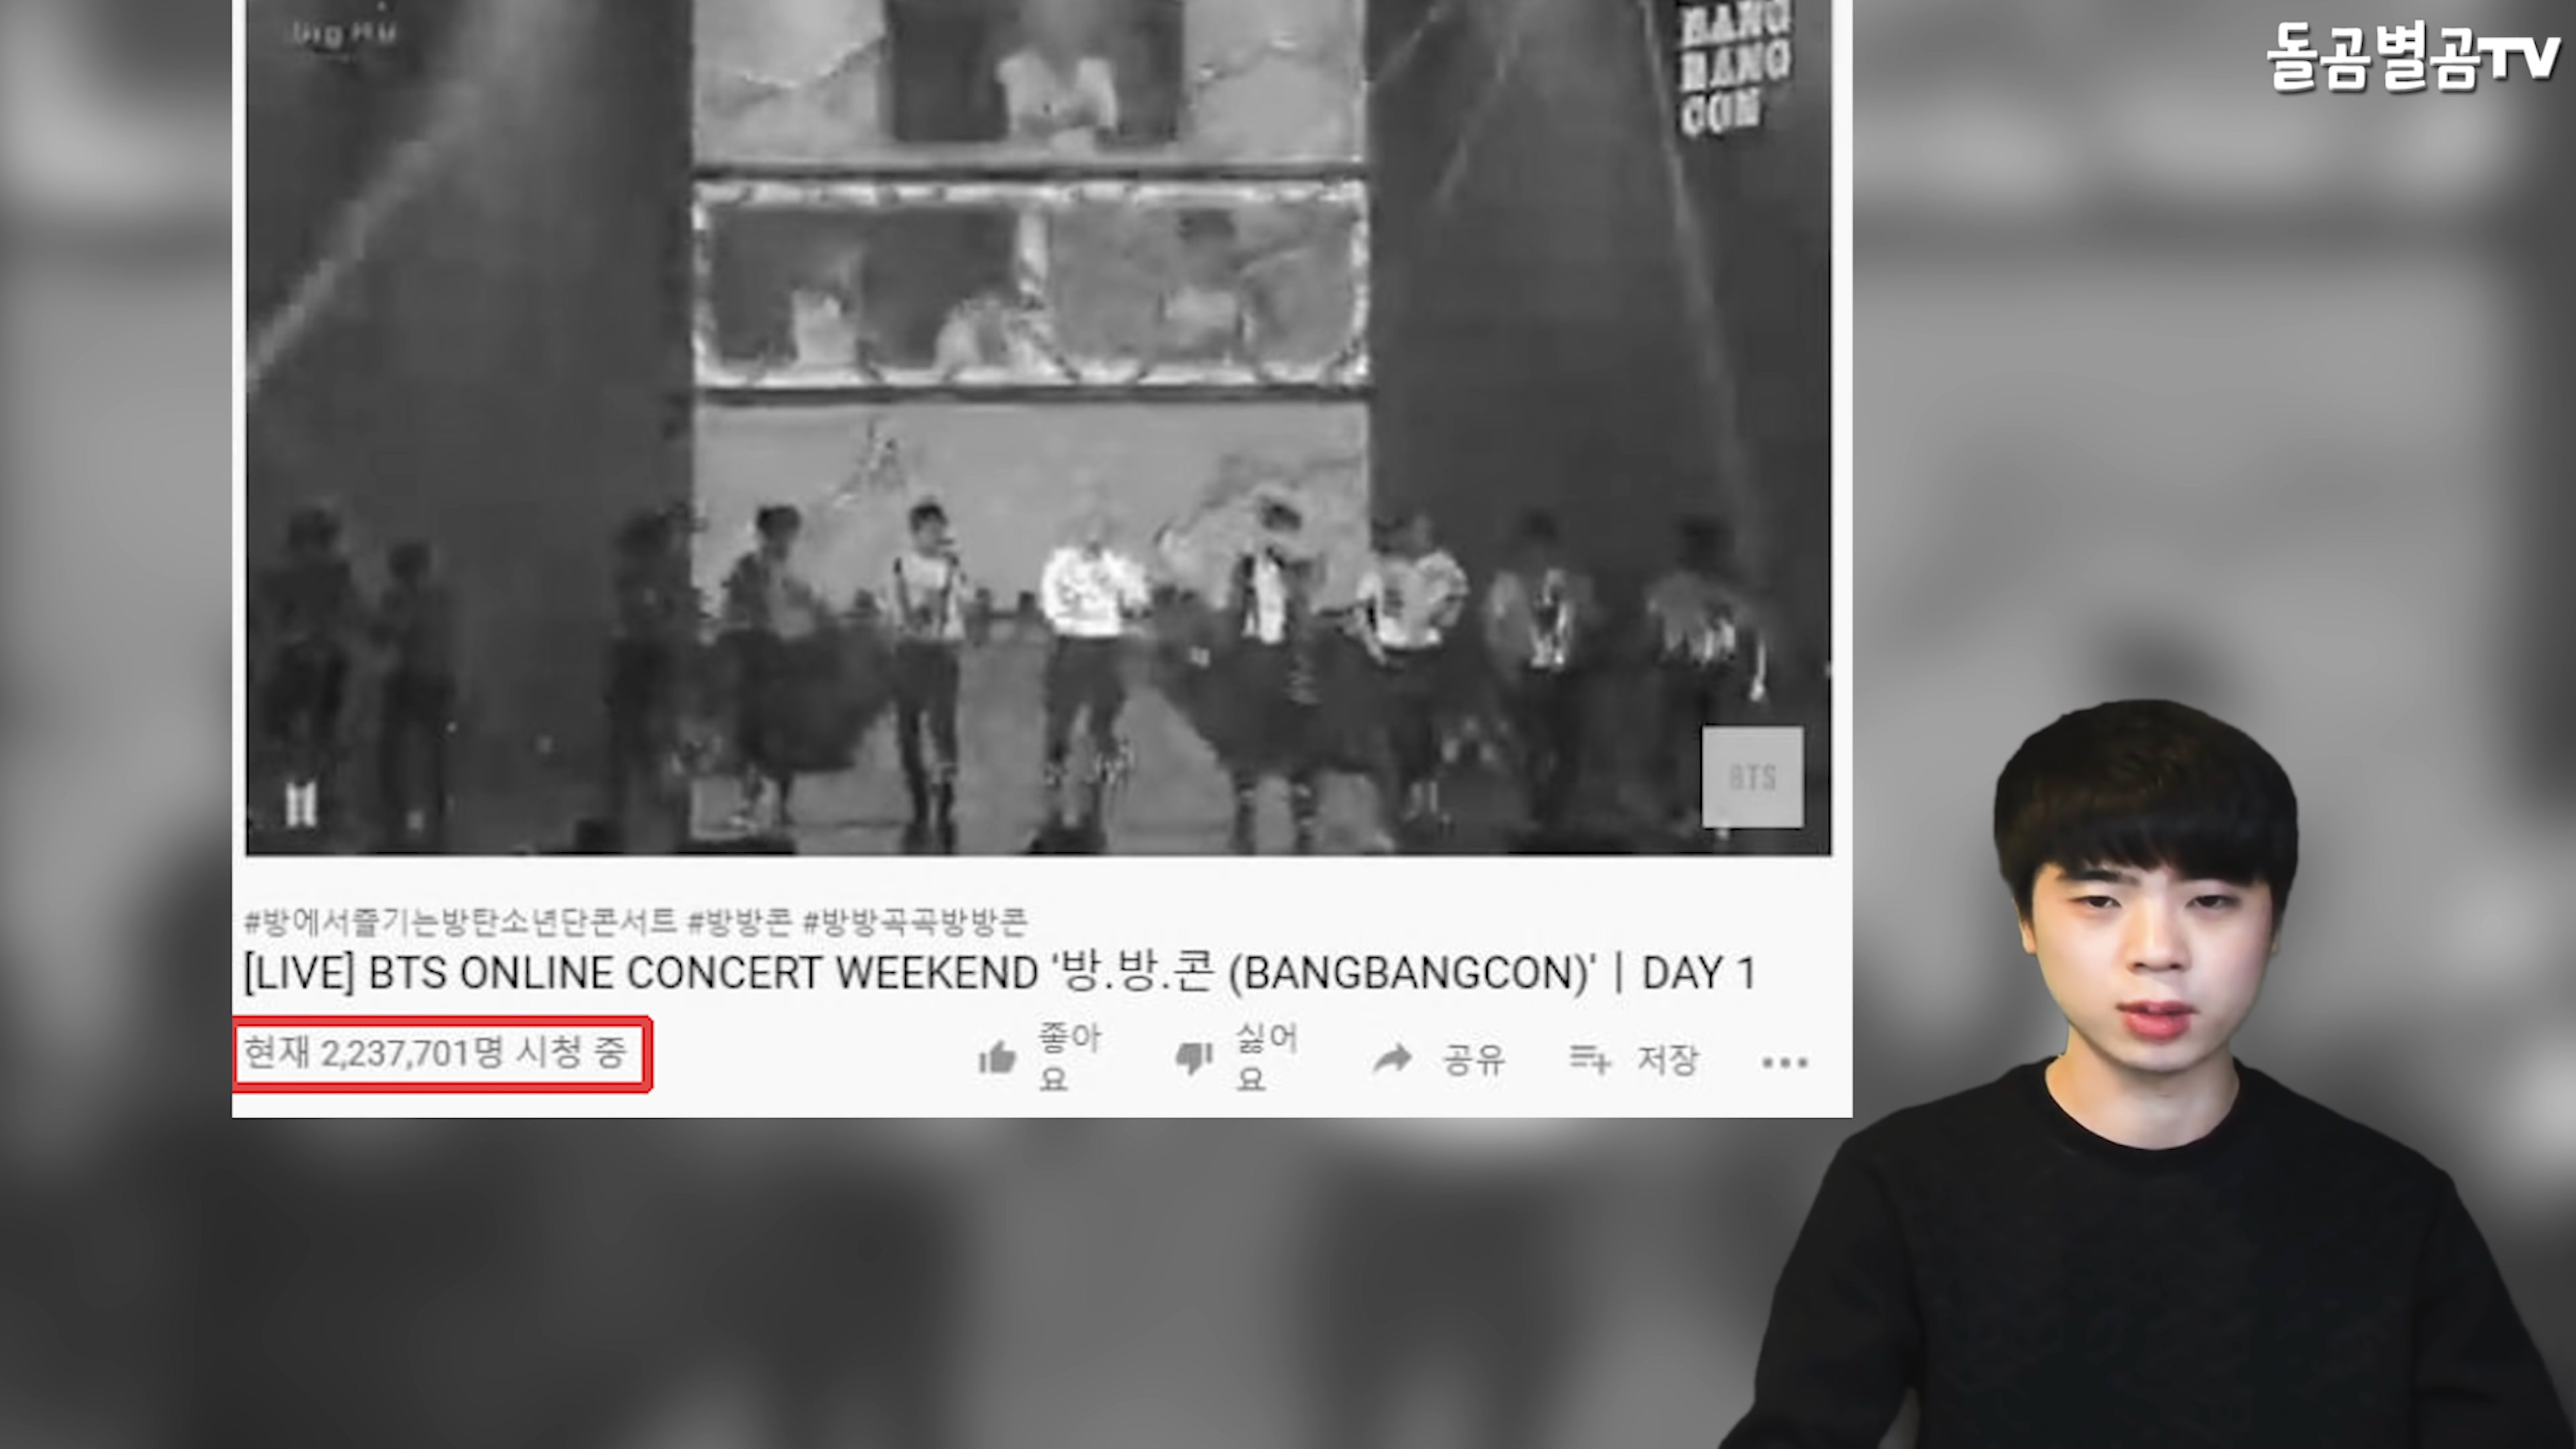 돌곰별곰TV
BANG
BANG
CON
BTS
#방에서즐기는방탄소년단콘서트 #방방콘 #방방곡곡방방콘
[LIVE] BTS ONLINE CONCERT WEEKEND '방.방.콘 (BANGBANGCON)' | DAY 1
현재 2,237,701명 시청 중
좋아요
싫어요
공유
저장